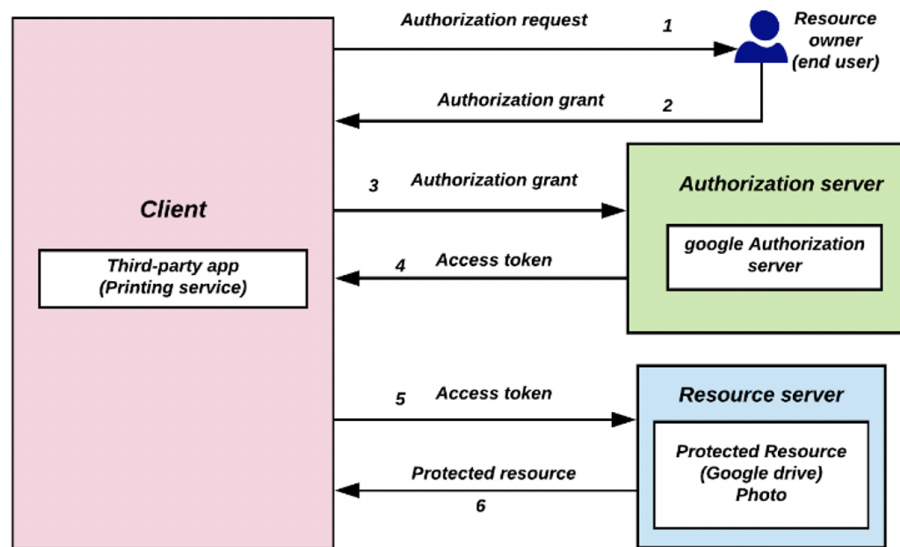 Authorization request 1
Resource
owner
(end user)
Authorization grant 2
3 Authorization grant
Authorization server
Client
google Authorization
server
Third-party app
(Printing service)
4 Access token
5 Access token
Resource server
Protected Resource
(Google drive)
Photo
Protected resource
6